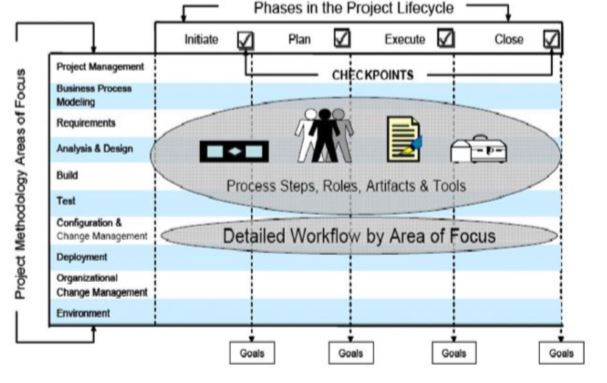 Phases in the Project Lifecycle
Initiate Plan Execute Close
CHECKPOINTS
Project Methodology Areas of Focus
Project Management
Business Process
Modeling
Requirements
Analysis & Design
Build
Test
Configuration &
Change Management
Deployment
Organizational
Change Management
Environment
Process Steps, Roles, Artifacts & Tools
Detailed Workflow by Area of Focus
Goals Goals Goals Goals